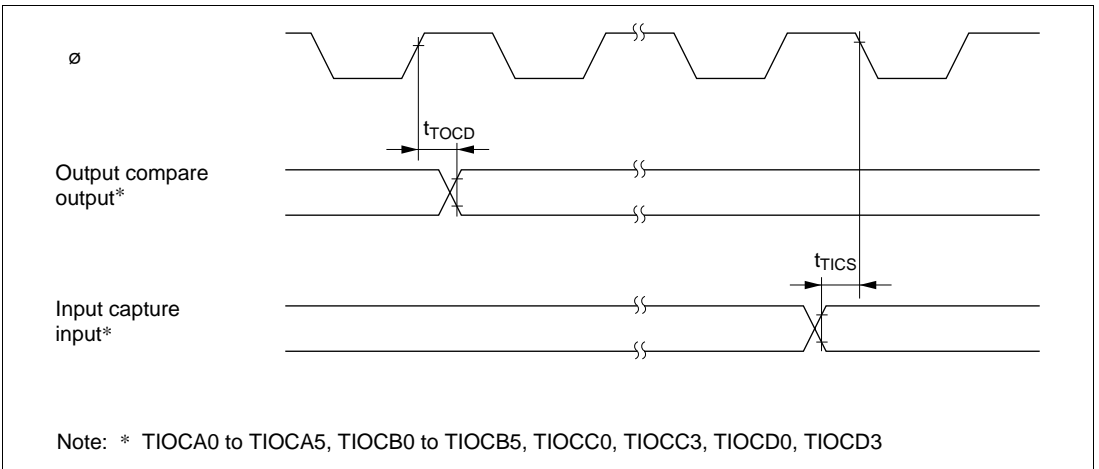 ø
tTOCD
Output compare
output*
tTICS
Input capture
input*
Note: * TIOCA0 to TIOCA5, TIOCB0 to TIOCB5, TIOCC0, TIOCC3, TIOCD0, TIOCD3